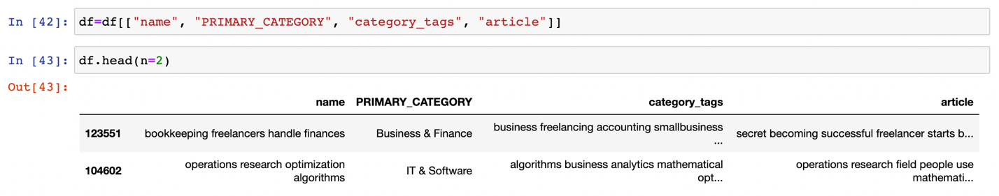 In [42]: df=df[["name", "PRIMARY_CATEGORY", "category_tags", "article"]]
In [43]: df.head(n=2)
Out[43]:
name PRIMARY_CATEGORY category_tags article
123551 bookkeeping freelancers handle finances Business & Finance business freelancing accounting smallbusiness ... secret becoming successful freelancer starts b...
104602 operations research optimization algorithms IT & Software algorithms business analytics mathematical opt... operations research field people use mathemati...